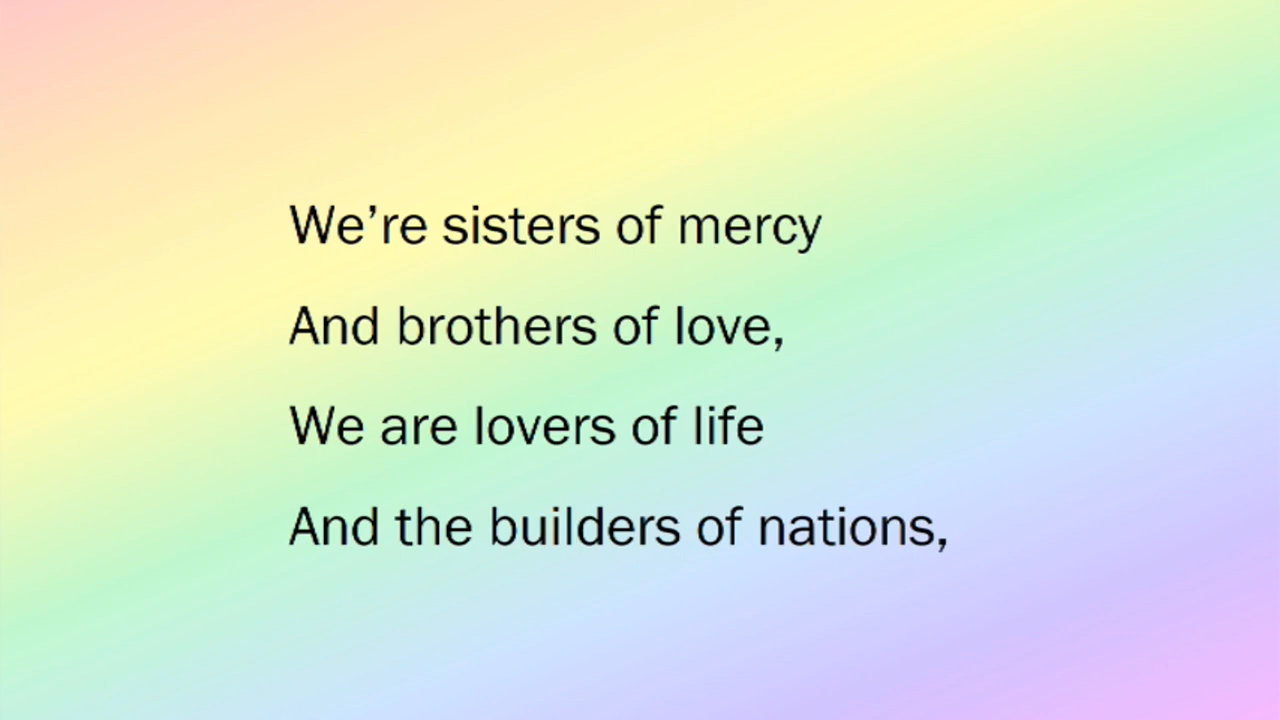 We’re sisters of mercy
And brothers of love,
We are lovers of life
And the builders of nations,